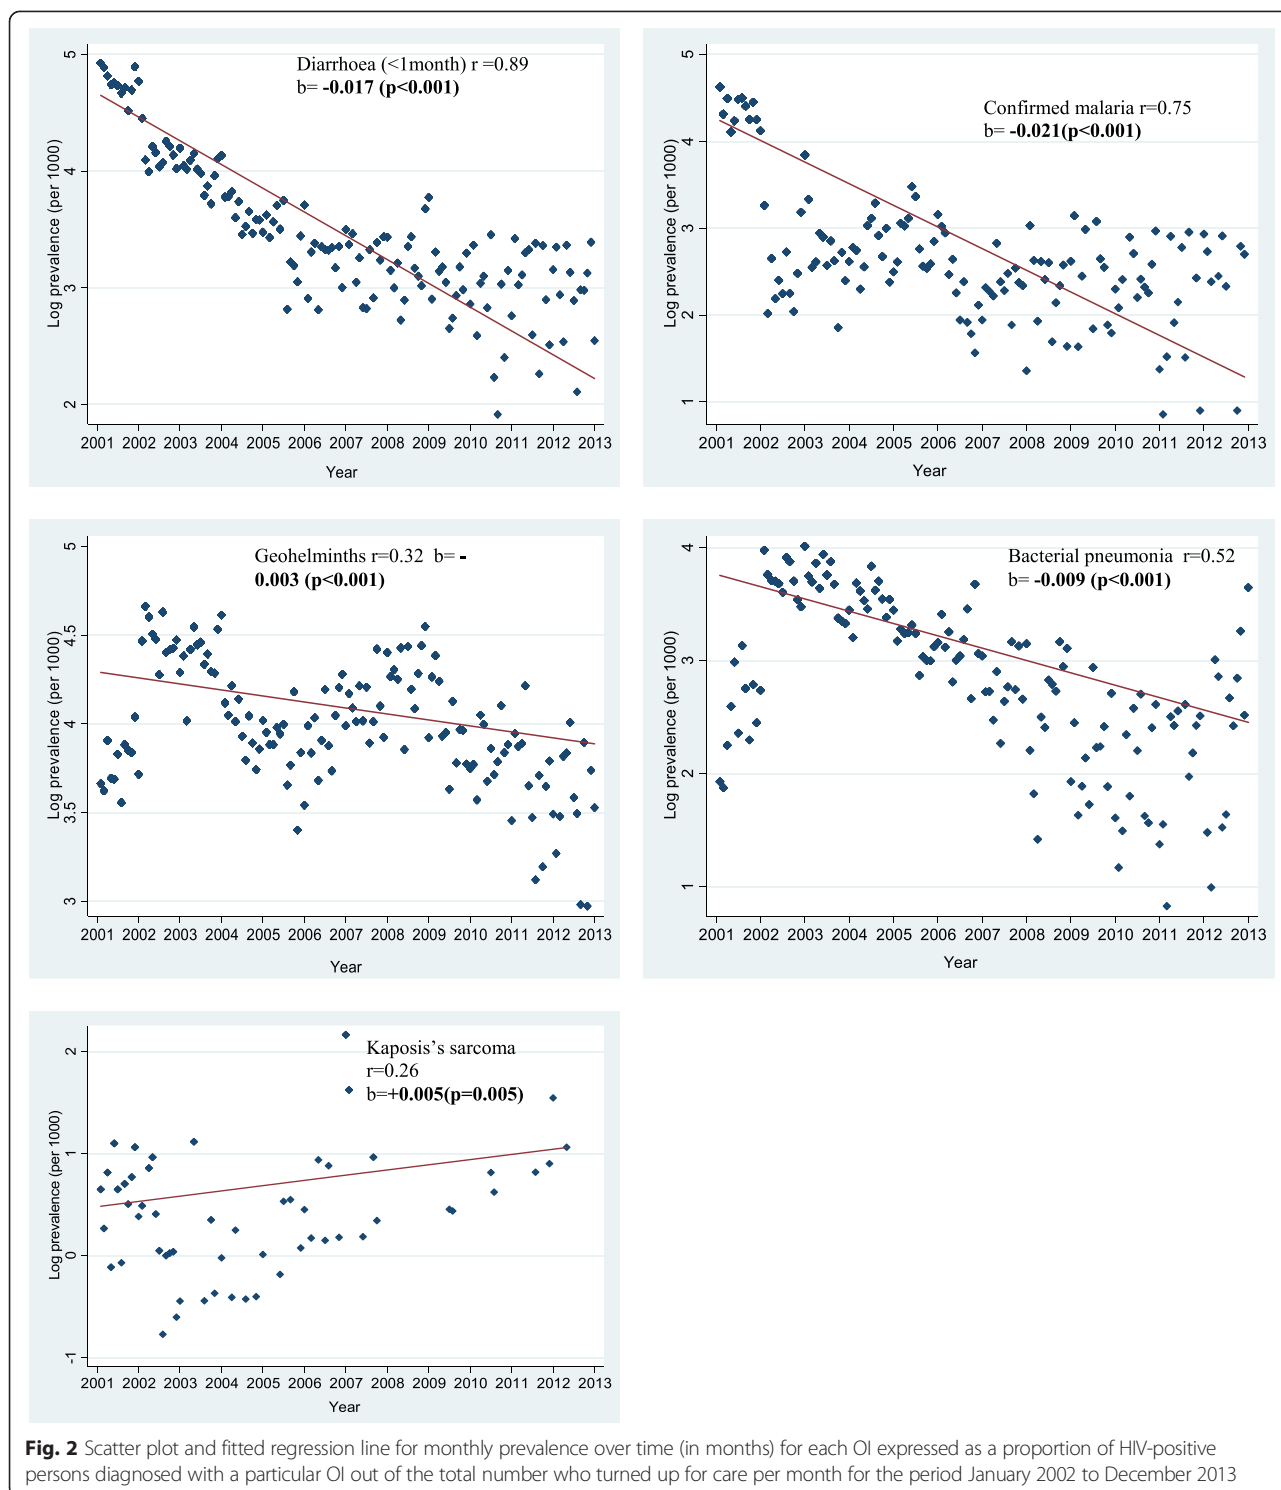 Diarrhoea (<1month) r =0.89
b= -0.017 (p<0.001)
Log prevalence (per 1000)
5
4
3
2
2001 2002 2003 2004 2005 2006 2007 2008 2009 2010 2011 2012 2013
Year
Confirmed malaria r=0.75
b= -0.021(p<0.001)
Log prevalence (per 1000)
5
4
3
2
1
2001 2002 2003 2004 2005 2006 2007 2008 2009 2010 2011 2012 2013
Year
Geohelminths r=0.32 b= -
0.003 (p<0.001)
Log prevalence (per 1000)
5
4.5
4
3.5
3
2001 2002 2003 2004 2005 2006 2007 2008 2009 2010 2011 2012 2013
Year
Bacterial pneumonia r=0.52
b= -0.009 (p<0.001)
Log prevalence (per 1000)
4
3
2
1
2001 2002 2003 2004 2005 2006 2007 2008 2009 2010 2011 2012 2013
Year
Kaposis’s sarcoma
r=0.26
b=+0.005(p=0.005)
Log prevalence (per 1000)
2
1
0
-1
2001 2002 2003 2004 2005 2006 2007 2008 2009 2010 2011 2012 2013
Year
Fig. 2 Scatter plot and fitted regression line for monthly prevalence over time (in months) for each OI expressed as a proportion of HIV-positive
persons diagnosed with a particular OI out of the total number who turned up for care per month for the period January 2002 to December 2013